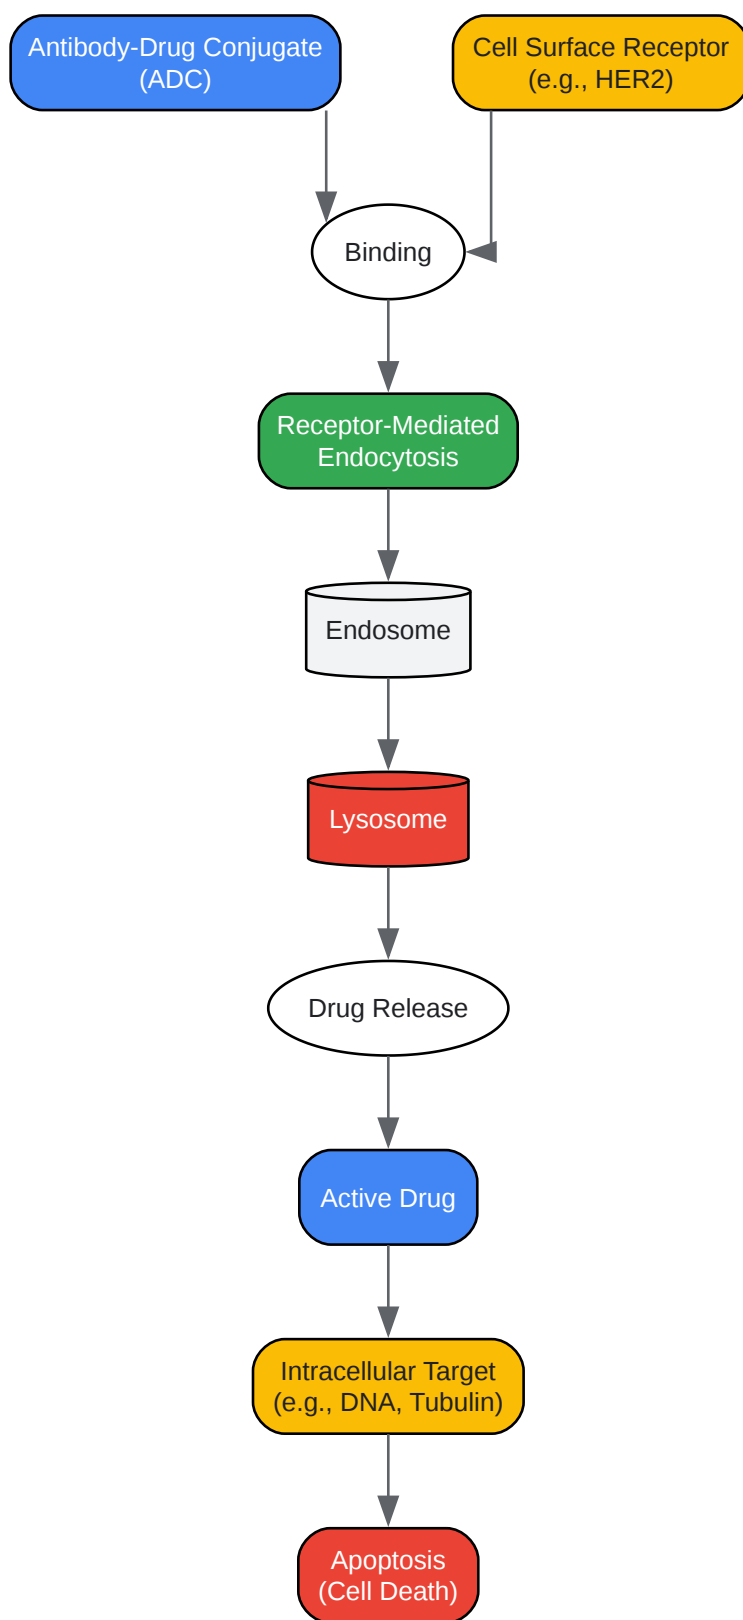 Antibody-Drug Conjugate
(ADC)
Cell Surface Receptor
(e.g., HER2)
Binding
Receptor-Mediated
Endocytosis
Endosome
Lysosome
Drug Release
Active Drug
Intracellular Target
(e.g., DNA, Tubulin)
Apoptosis
(Cell Death)